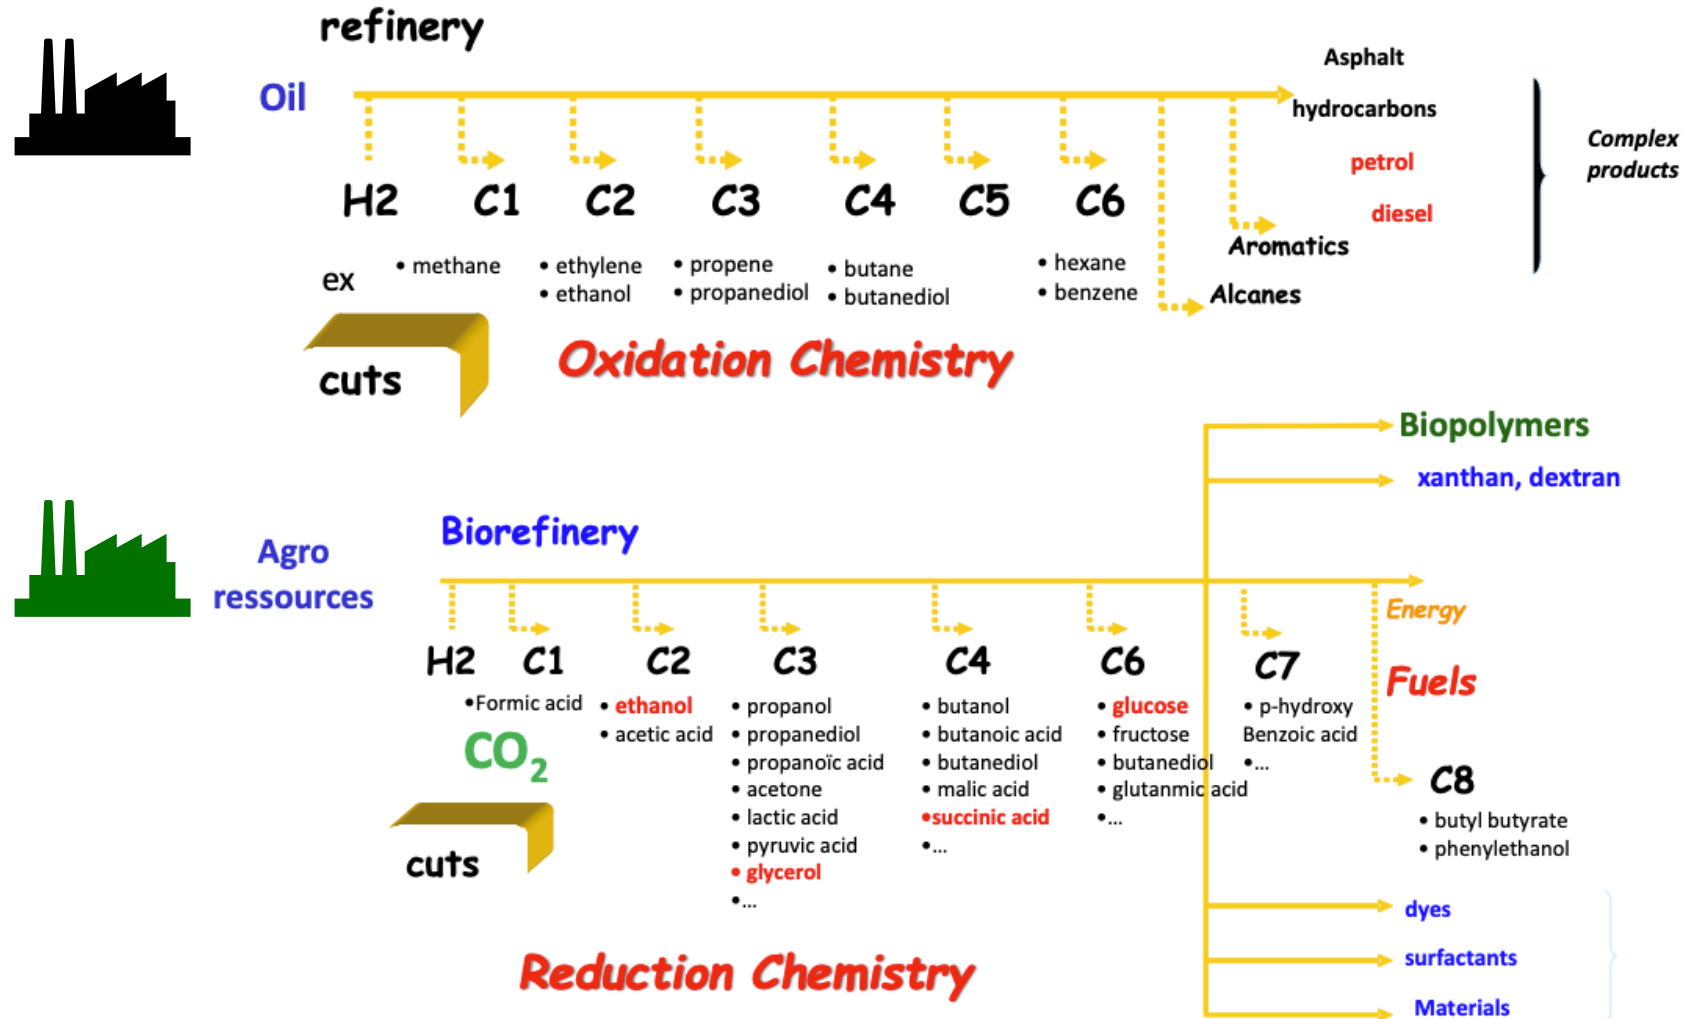 refinery
Oil
Asphalt
hydrocarbons
petrol
diesel
Complex
products
H2
C1
C2
C3
C4
C5
C6
Aromatics
Alcanes
ex
• methane
• ethylene
• ethanol
• propene
• propanediol
• butane
• butanediol
• hexane
• benzene
cuts
Oxidation Chemistry
Biopolymers
xanthan, dextran
Biorefinery
Agro
ressources
Energy
Fuels
H2
C1
C2
C3
C4
C6
C7
•Formic acid
CO2
• ethanol
• acetic acid
• propanol
• propanediol
• propanoïc acid
• acetone
• lactic acid
• pyruvic acid
• glycerol
•...
• butanol
• butanoic acid
• butanediol
• malic acid
•succinic acid
•...
• glucose
• fructose
• butanediol
• glutanmic acid
•...
• p-hydroxy
Benzoic acid
•...
C8
• butyl butyrate
• phenylethanol
cuts
dyes
surfactants
Materials
Reduction Chemistry